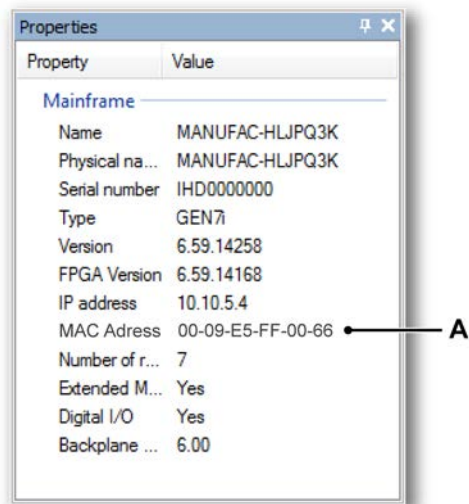 Properties
Property Value
Mainframe
Name MANUFAC-HLJPQ3K
Physical na... MANUFAC-HLJPQ3K
Serial number IHD0000000
Type GEN7i
Version 6.59.14258
FPGA Version 6.59.14168
IP address 10.10.5.4
MAC Adress 00-09-E5-FF-00-66 A
Number of r... 7
Extended M... Yes
Digital I/O Yes
Backplane ... 6.00